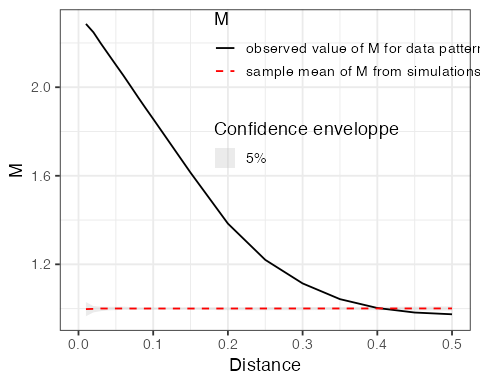 M
observed value of M for data pattern
sample mean of M from simulations
Confidence enveloppe
5%
2.0
1.6
1.2
M
0.0 0.1 0.2 0.3 0.4 0.5
Distance